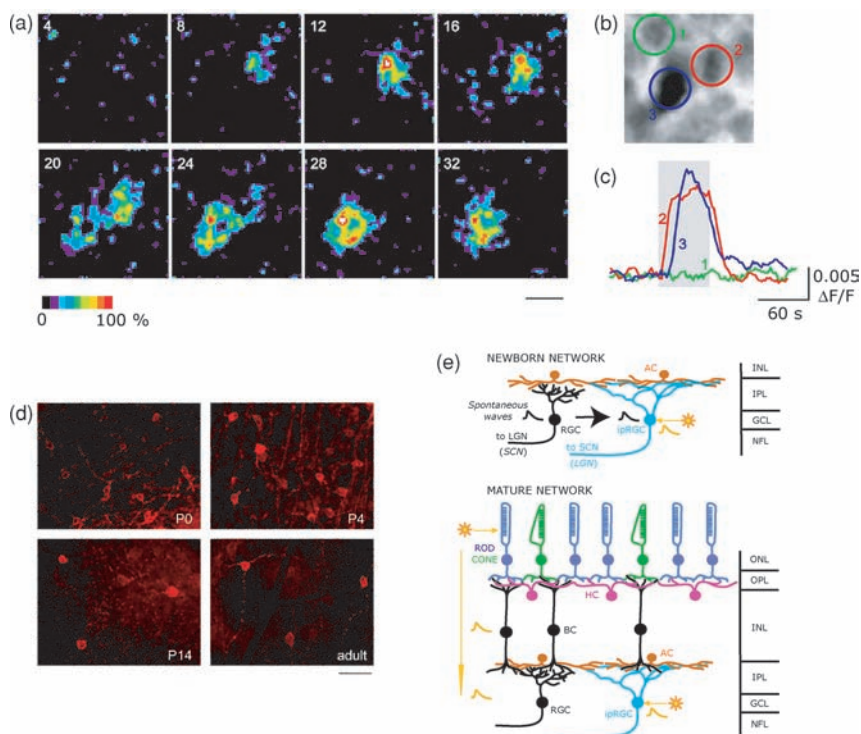 (a)
4 8 12 16
20 24 28 32
0 100 %
(b)
1
2
3
(c)
2
3
1
0.005
ΔF/F
60 s
(d)
P0 P4
P14 adult
(e)
NEWBORN NETWORK
AC
INL
IPL
Spontaneous
waves
RGC
ipRGC
GCL
to LGN
(SCN)
to SCN
(LGN)
NFL
MATURE NETWORK
ROD
CONE
ONL
OPL
HC
BC
INL
AC
IPL
RGC
ipRGC
GCL
NFL